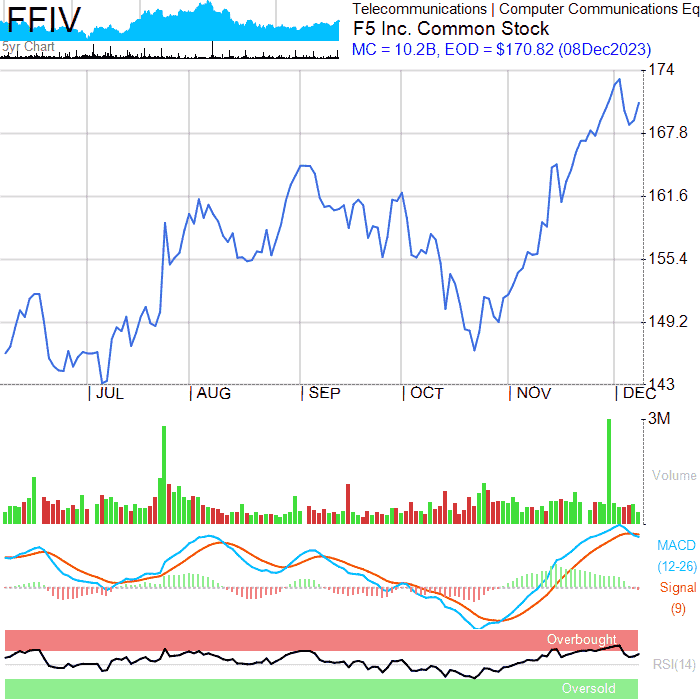 FFIV
5yr Chart
Telecommunications | Computer Communications Eq
F5 Inc. Common Stock
MC = 10.2B, EOD = $170.82 (08Dec2023)
174
167.8
161.6
155.4
149.2
143
JUL AUG SEP OCT NOV DEC
3M
Volume
MACD
(12-26)
Signal
(9)
Overbought
RSI(14)
Oversold